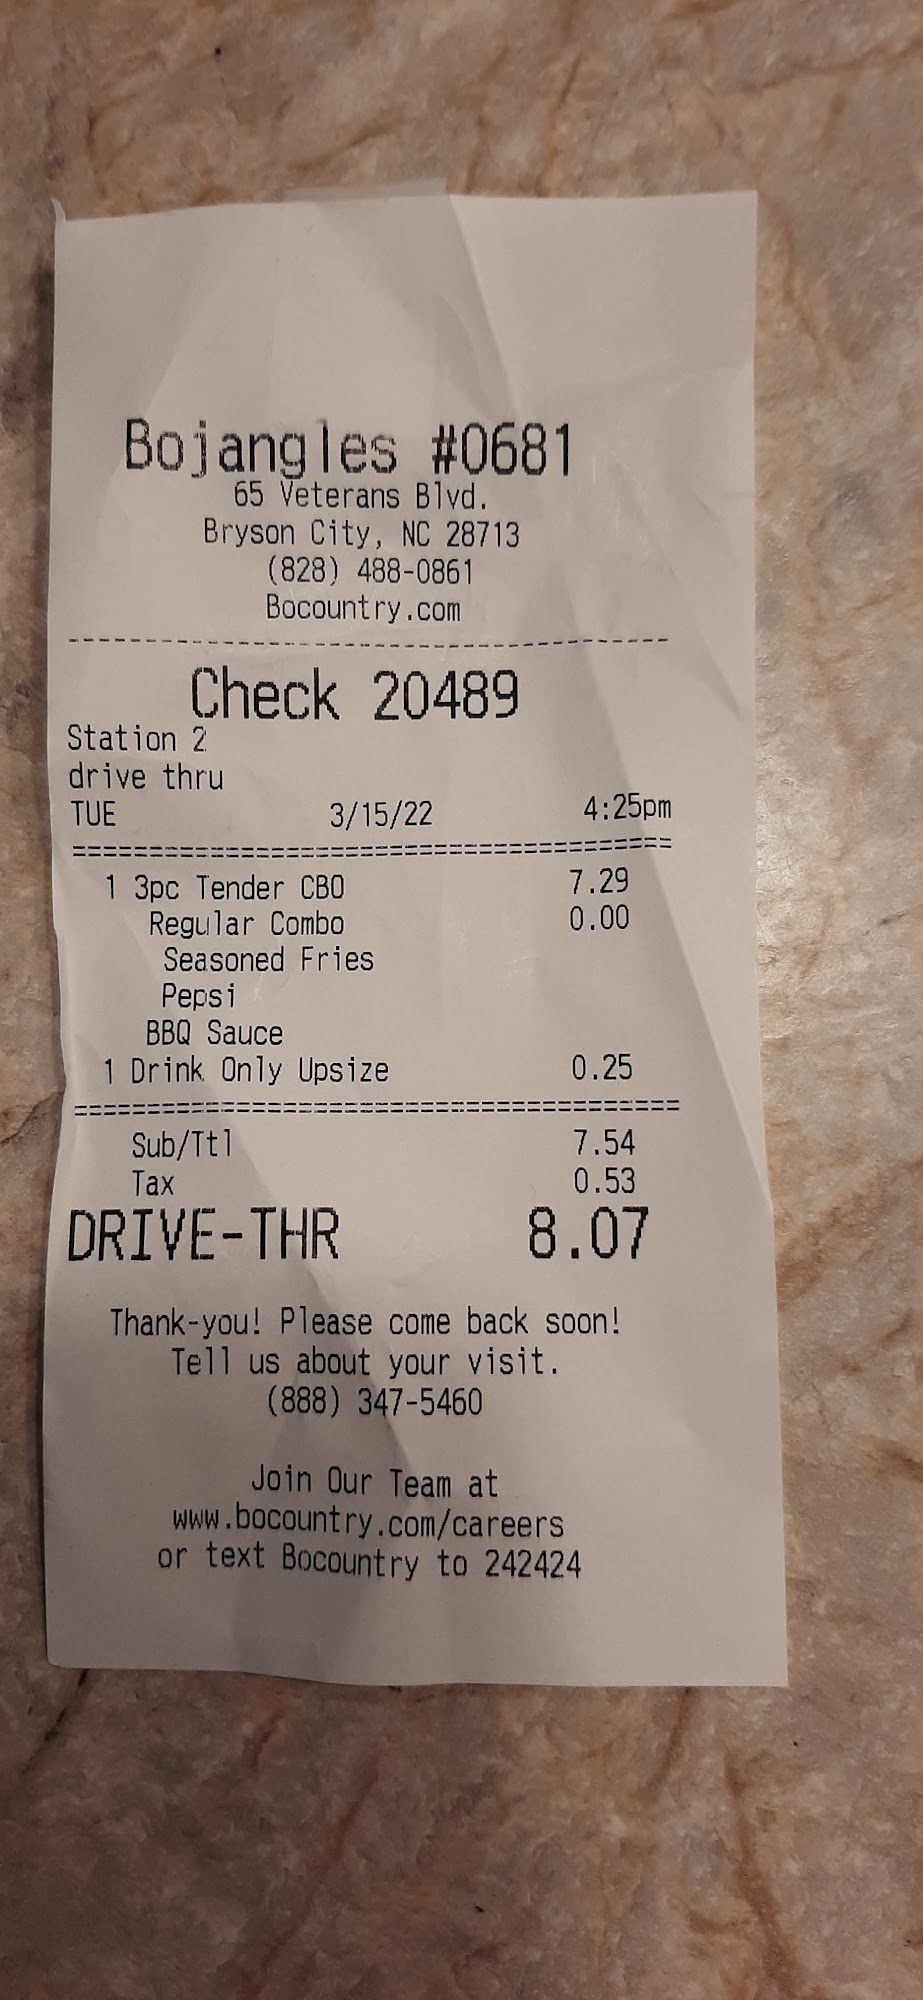 Bojangles #0681
65 Veterans Blvd.
Bryson City, NC 28713
(828) 488-0861
Bocountry.com
Check 20489
Station 2
drive thru
TUE 3/15/22 4:25pm
1 3pc Tender CBO 7.29
Regular Combo 0.00
Seasoned Fries
Pepsi
BBQ Sauce
1 Drink Only Upsize 0.25
Sub/Ttl 7.54
Tax 0.53
DRIVE-THR 8.07
Thank-you! Please come back soon!
Tell us about your visit.
(888) 347-5460
Join Our Team at
www.bocountry.com/careers
or text Bocountry to 242424